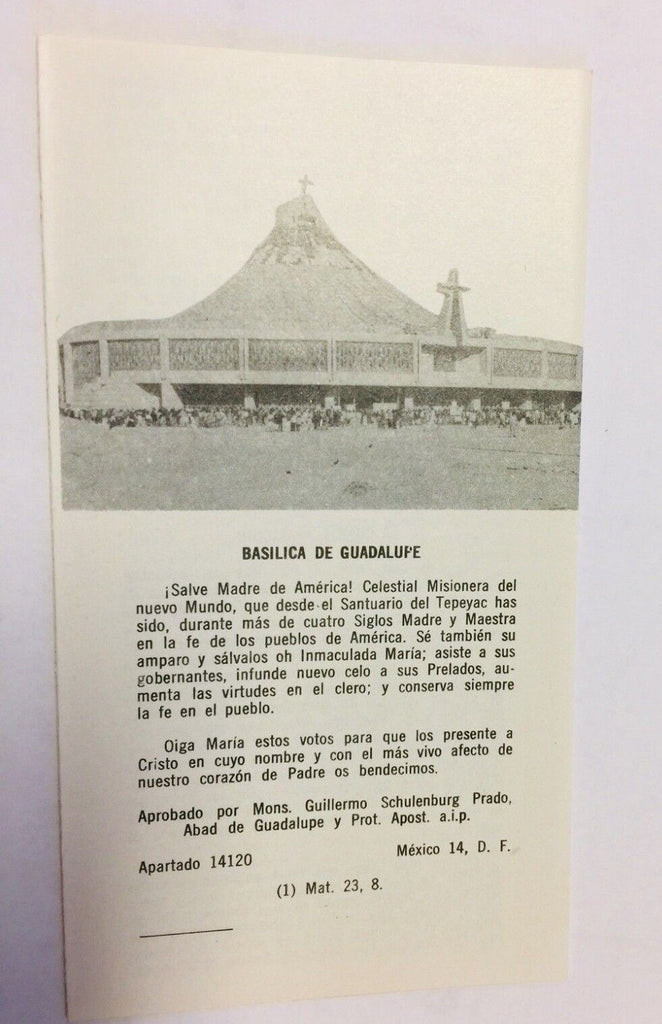 BASILICA DE GUADALUPE
¡Salve Madre de América! Celestial Misionera del
nuevo Mundo, que desde el Santuario del Tepeyac has
sido, durante más de cuatro Siglos Madre y Maestra
en la fe de los pueblos de América. Sé también su
amparo y sálvalos oh Inmaculada María; asiste a sus
gobernantes, infunde nuevo celo a sus Prelados, au-
menta las virtudes en el clero; y conserva siempre
la fe en el pueblo.
Oiga María estos votos para que los presente a
Cristo en cuyo nombre y con el más vivo afecto de
nuestro corazón de Padre os bendecimos.
Aprobado por Mons. Guillermo Schulenburg Prado,
Abad de Guadalupe y Prot. Apost. a.i.p.
Apartado 14120 México 14, D. F.
(1) Mat. 23, 8.